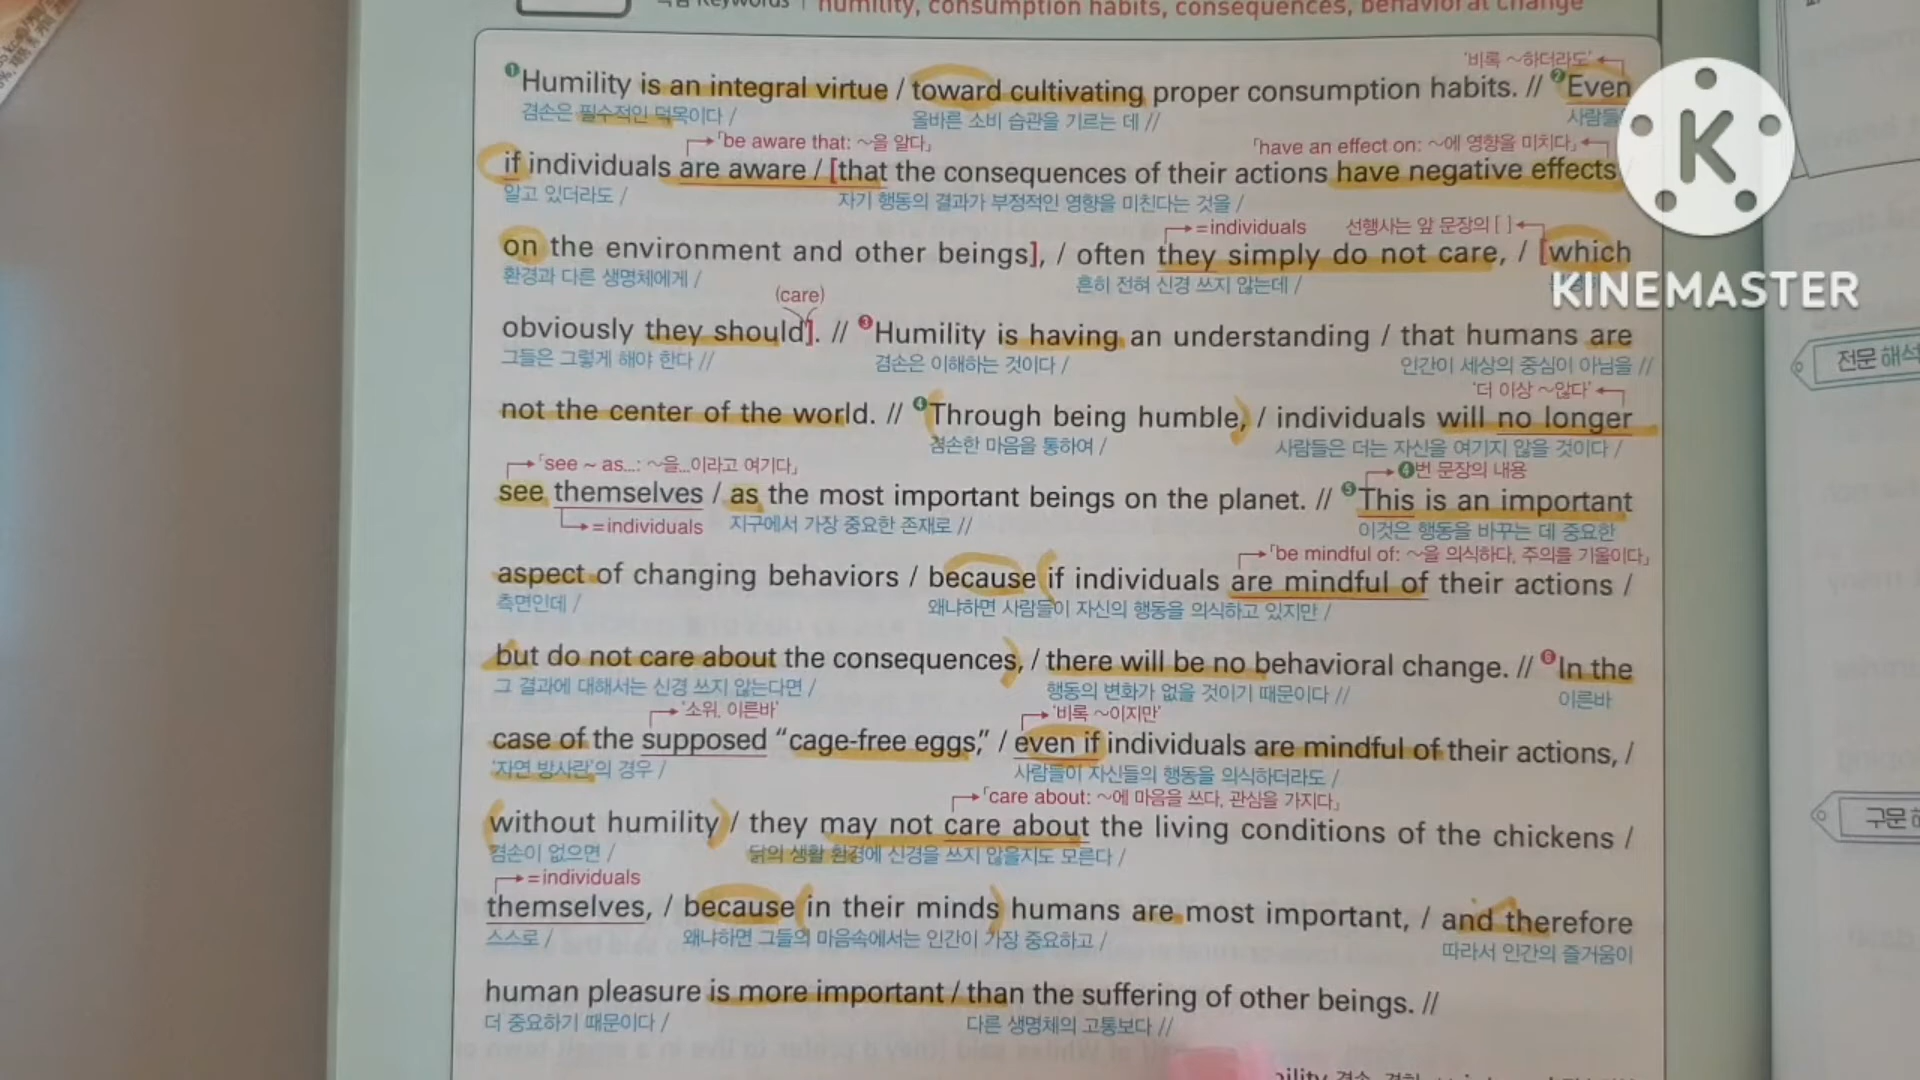 humility, consumption habits, consequences, behavioral change
'비록 ~하더라도'
❶Humility is an integral virtue / toward cultivating proper consumption habits. // ❷Even
겸손은 필수적인 덕목이다 / 올바른 소비 습관을 기르는 데 //
「be aware that: ~을 알다」 「have an effect on: ~에 영향을 미치다」
if individuals are aware / [that the consequences of their actions have negative effects
알고 있더라도 / 자기 행동의 결과가 부정적인 영향을 미친다는 것을 /
=individuals 선행사는 앞 문장의 [ ]
on the environment and other beings], / often they simply do not care, / [which
환경과 다른 생명체에게 / 흔히 전혀 신경 쓰지 않는데 /
KINEMASTER
(care)
obviously they should]. // ❸Humility is having an understanding / that humans are
그들은 그렇게 해야 한다 // 겸손은 이해하는 것이다 / 인간이 세상의 중심이 아님을 //
'더 이상 ~않다'
not the center of the world. // ❹Through being humble, / individuals will no longer
겸손한 마음을 통하여 / 사람들은 더는 자신을 여기지 않을 것이다 /
「see ~ as...: ~을...이라고 여기다」 ❹번 문장의 내용
see themselves / as the most important beings on the planet. // ❺This is an important
=individuals 지구에서 가장 중요한 존재로 // 이것은 행동을 바꾸는 데 중요한
「be mindful of: ~을 의식하다, 주의를 기울이다」
aspect of changing behaviors / because if individuals are mindful of their actions /
측면인데 / 왜냐하면 사람들이 자신의 행동을 의식하고 있지만 /
but do not care about the consequences, / there will be no behavioral change. // ❻In the
그 결과에 대해서는 신경 쓰지 않는다면 / 행동의 변화가 없을 것이기 때문이다 // 이른바
'소위, 이른바' '비록 ~이지만'
case of the supposed “cage-free eggs,” / even if individuals are mindful of their actions, /
'자연 방사란'의 경우 / 사람들이 자신들의 행동을 의식하더라도 /
「care about: ~에 마음을 쓰다, 관심을 가지다」
without humility / they may not care about the living conditions of the chickens /
겸손이 없으면 / 닭의 생활 환경에 신경을 쓰지 않을지도 모른다 /
=individuals
themselves, / because in their minds humans are most important, / and therefore
스스로 / 왜냐하면 그들의 마음속에서는 인간이 가장 중요하고 / 따라서 인간의 즐거움이
human pleasure is more important / than the suffering of other beings. //
더 중요하기 때문이다 / 다른 생명체의 고통보다 //
전문 해석
구문